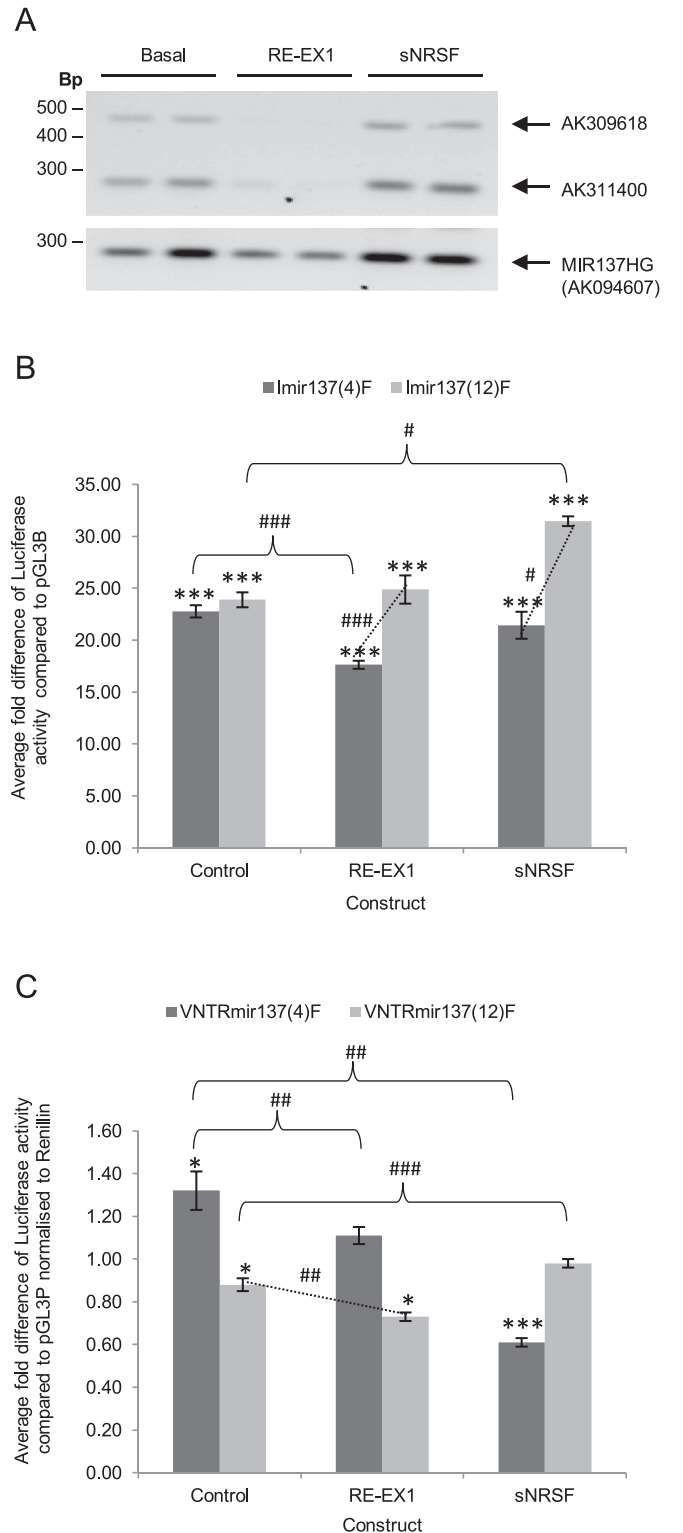 A
Basal RE-EX1 sNRSF
Bp
500
400
300
AK309618
AK311400
300
MIR137HG
(AK094607)
B
Imir137(4)F Imir137(12)F
#
###
*** *** *** *** *** ***
###
#
Average fold difference of Luciferase
activity compared to pGL3B
35.00
30.00
25.00
20.00
15.00
10.00
5.00
0.00
Control RE-EX1 sNRSF
Construct
C
VNTRmir137(4)F VNTRmir137(12)F
##
##
###
* * * ***
##
Average fold difference of Luciferase activity
compared to pGL3P normalised to Renillin
1.60
1.40
1.20
1.00
0.80
0.60
0.40
0.20
0.00
Control RE-EX1 sNRSF
Construct